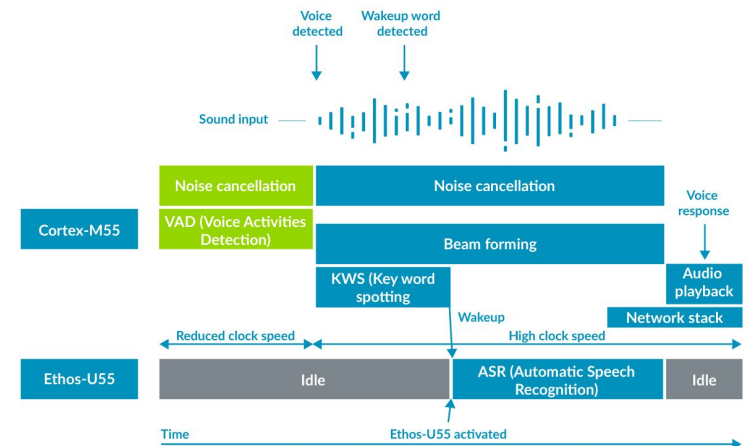 Voice
detected
Wakeup word
detected
Sound input
Noise cancellation
Noise cancellation
Voice
response
Cortex-M55
VAD (Voice Activities
Detection)
Beam forming
KWS (Key word
spotting
Audio
playback
Wakeup
Network stack
Reduced clock speed
High clock speed
Ethos-U55
Idle
ASR (Automatic Speech
Recognition)
Idle
Time
Ethos-U55 activated